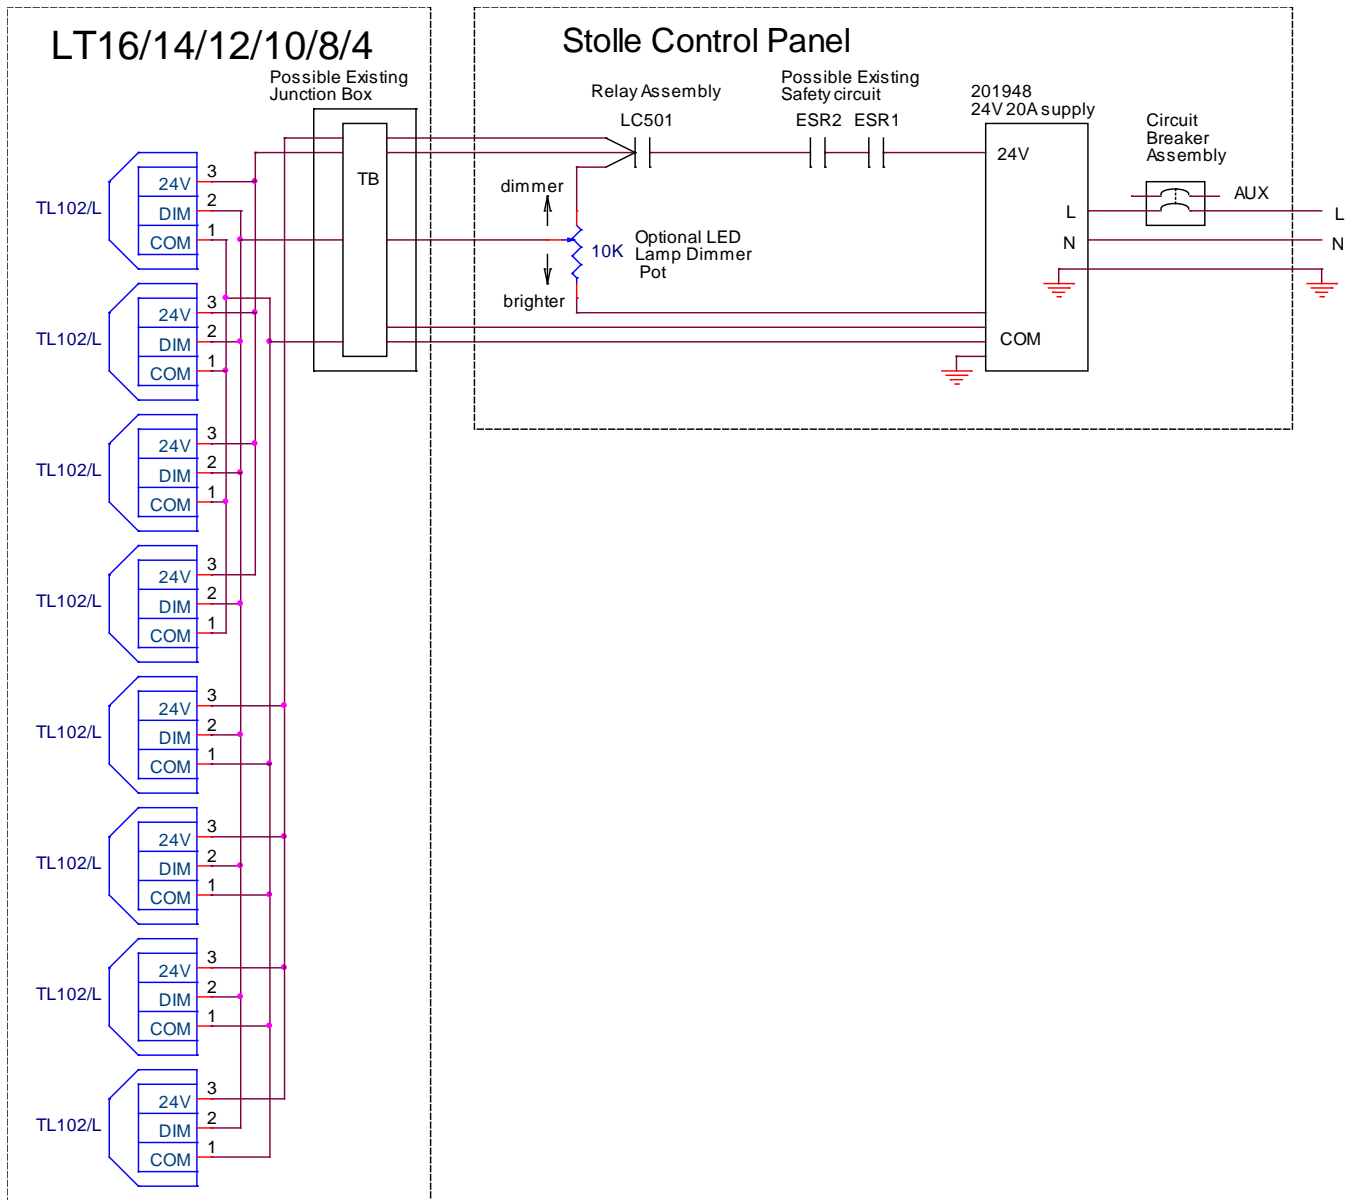 LT16/14/12/10/8/4
Stolle Control Panel
Possible Existing
Junction Box
Relay Assembly
LC501
Possible Existing
Safety circuit
ESR2 ESR1
201948
24V 20A supply
Circuit
Breaker
Assembly
TB
24V
AUX
L
L
N
N
dimmer
10K
Optional LED
Lamp Dimmer
Pot
brighter
COM
TL102/L
24V 3
DIM 2
COM 1
TL102/L
24V 3
DIM 2
COM 1
TL102/L
24V 3
DIM 2
COM 1
TL102/L
24V 3
DIM 2
COM 1
TL102/L
24V 3
DIM 2
COM 1
TL102/L
24V 3
DIM 2
COM 1
TL102/L
24V 3
DIM 2
COM 1
TL102/L
24V 3
DIM 2
COM 1